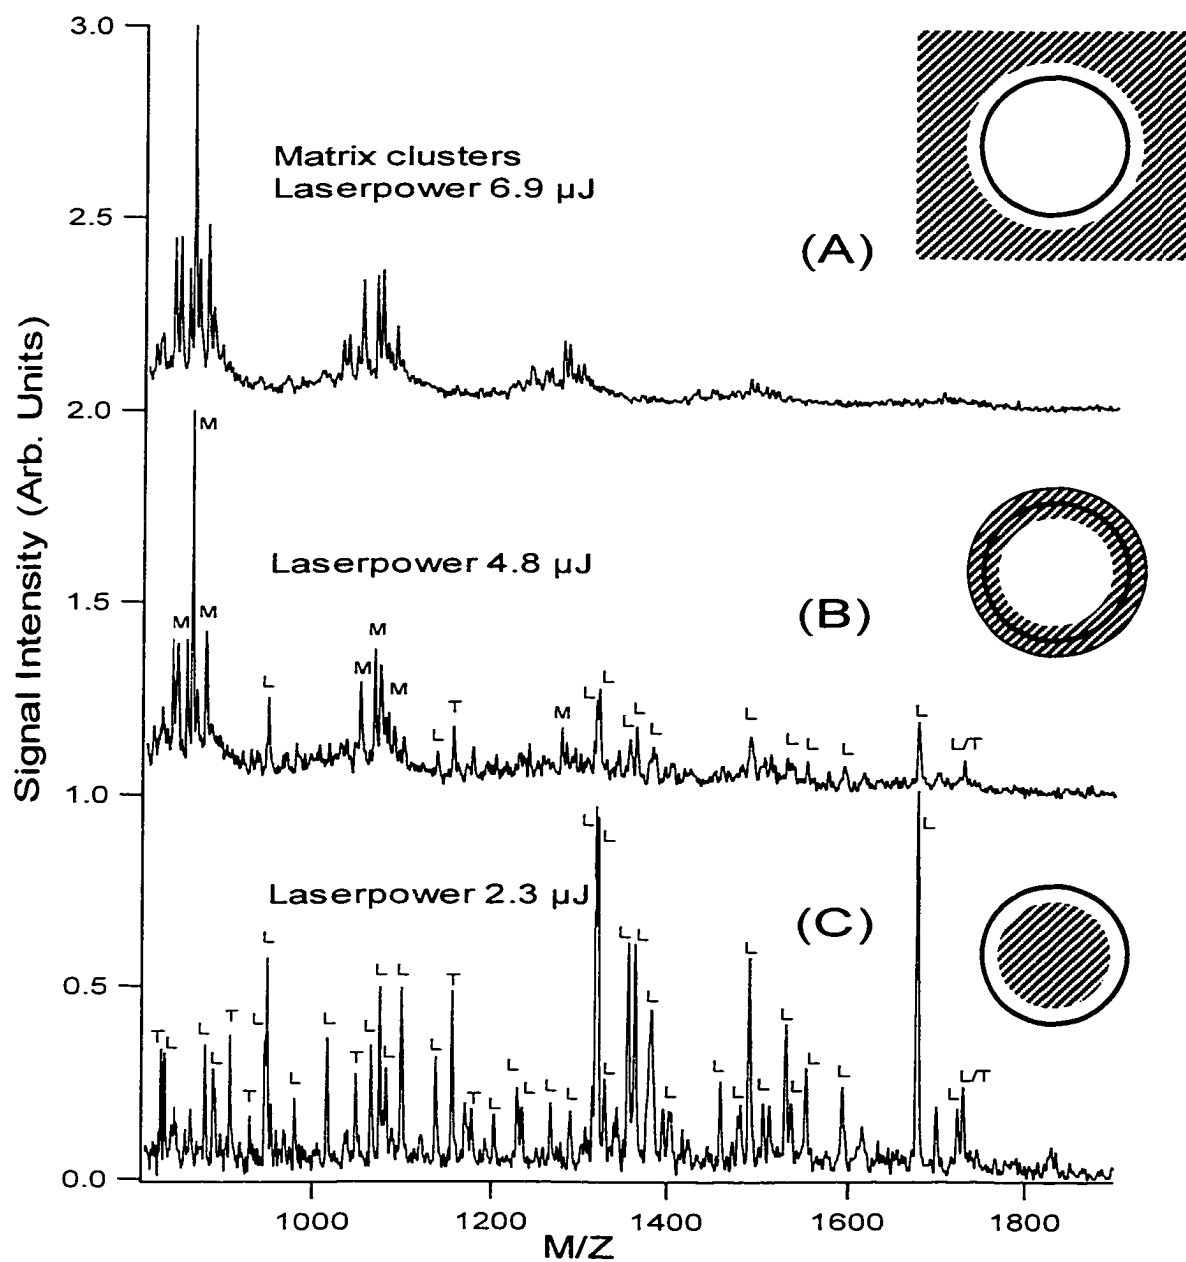 3.0
Matrix clusters
Laserpower 6.9 µJ
2.5
(A)
2.0
M
Laserpower 4.8 µJ
1.5
(B)
M M M
L M M L T M L L L L L L L L L L L/T
1.0
Signal Intensity (Arb. Units)
L L L
Laserpower 2.3 µJ
(C)
L L L L L T L L L
0.5
T L L T L T L L L T L L T L T L L L L L L L L L L L L L L L/T
0.0
1000 1200 1400 1600 1800
M/Z